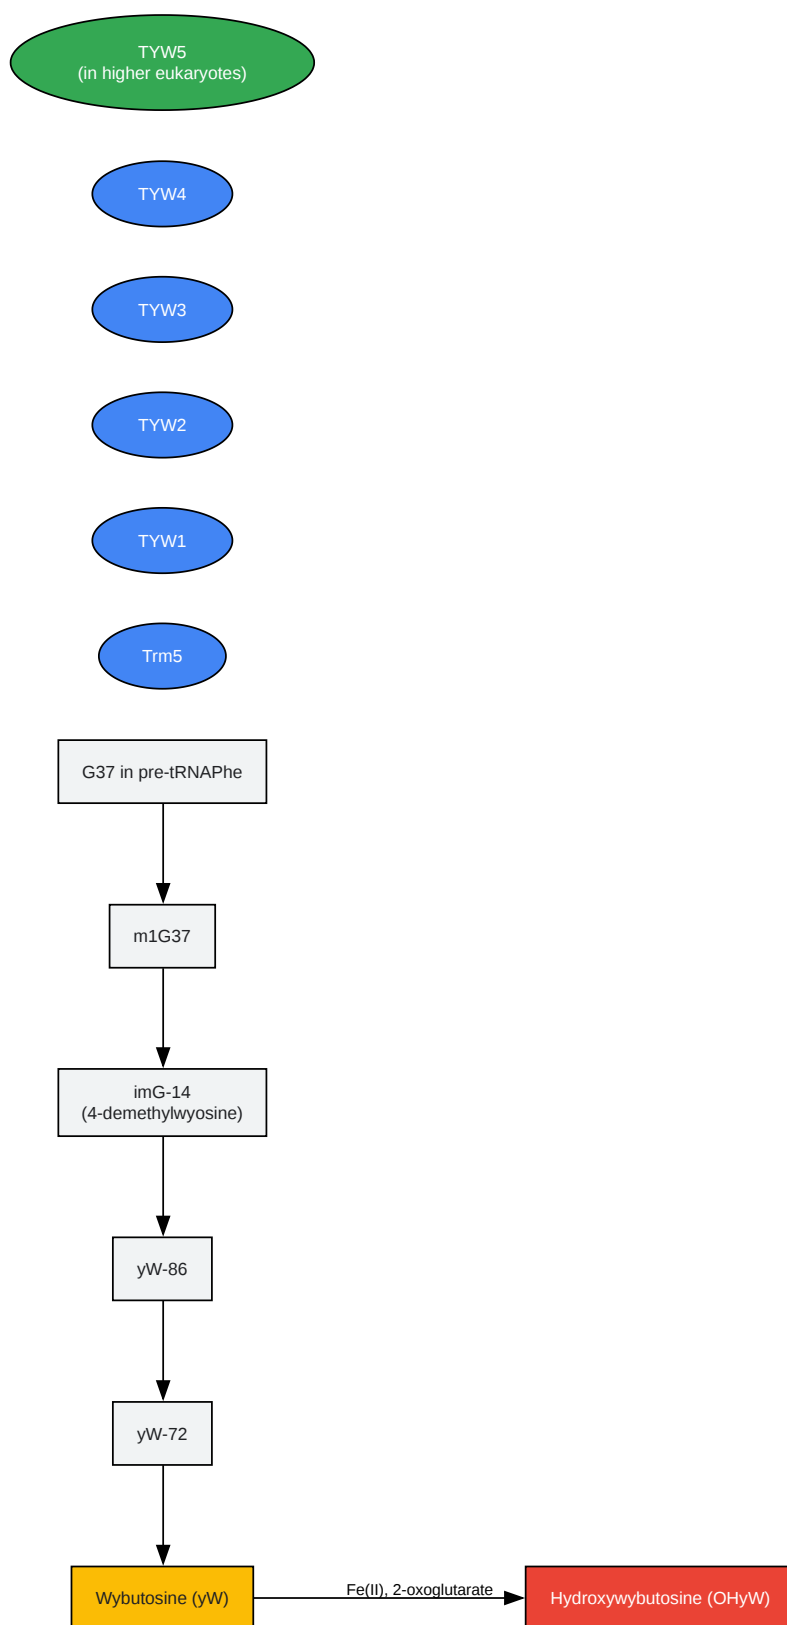 TYW5
(in higher eukaryotes)
TYW4
TYW3
TYW2
TYW1
Trm5
G37 in pre-tRNAPhe
m1G37
imG-14
(4-demethylwyosine)
yW-86
yW-72
Wybutosine (yW)
Fe(II), 2-oxoglutarate
Hydroxywybutosine (OHyW)